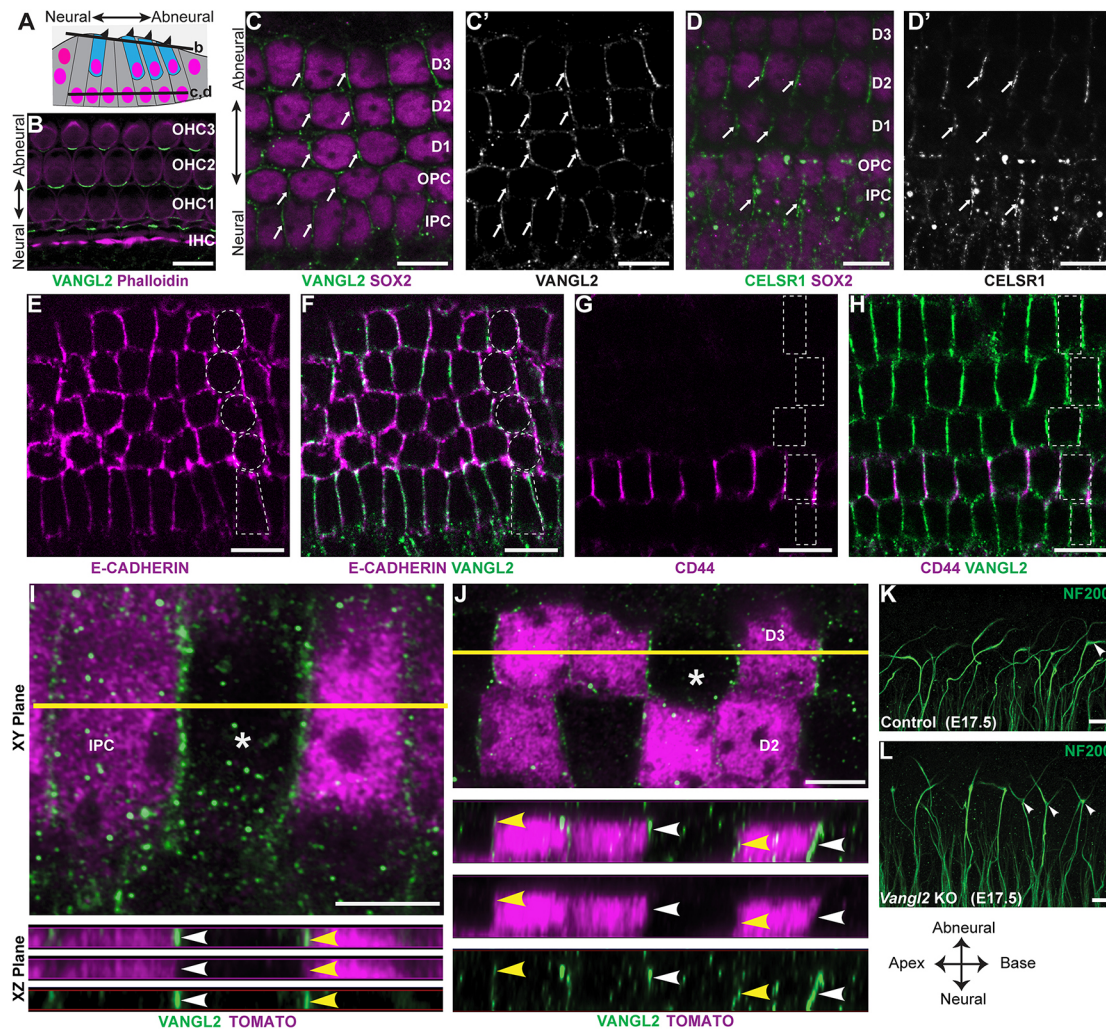 A
Neural
Abneural
b
c,d
B
OHC3
OHC2
OHC1
IHC
Abneural
Neural
VANGL2 Phalloidin
C
D3
D2
D1
OPC
IPC
Abneural
Neural
VANGL2 SOX2
C’
VANGL2
D
D3
D2
D1
OPC
IPC
CELSR1 SOX2
D’
CELSR1
E
E-CADHERIN
F
E-CADHERIN VANGL2
G
CD44
H
CD44 VANGL2
I
XY Plane
IPC
*
XZ Plane
VANGL2 TOMATO
J
D3
*
D2
VANGL2 TOMATO
K
NF200
Control (E17.5)
L
NF200
Vangl2 KO (E17.5)
Abneural
Apex
Base
Neural